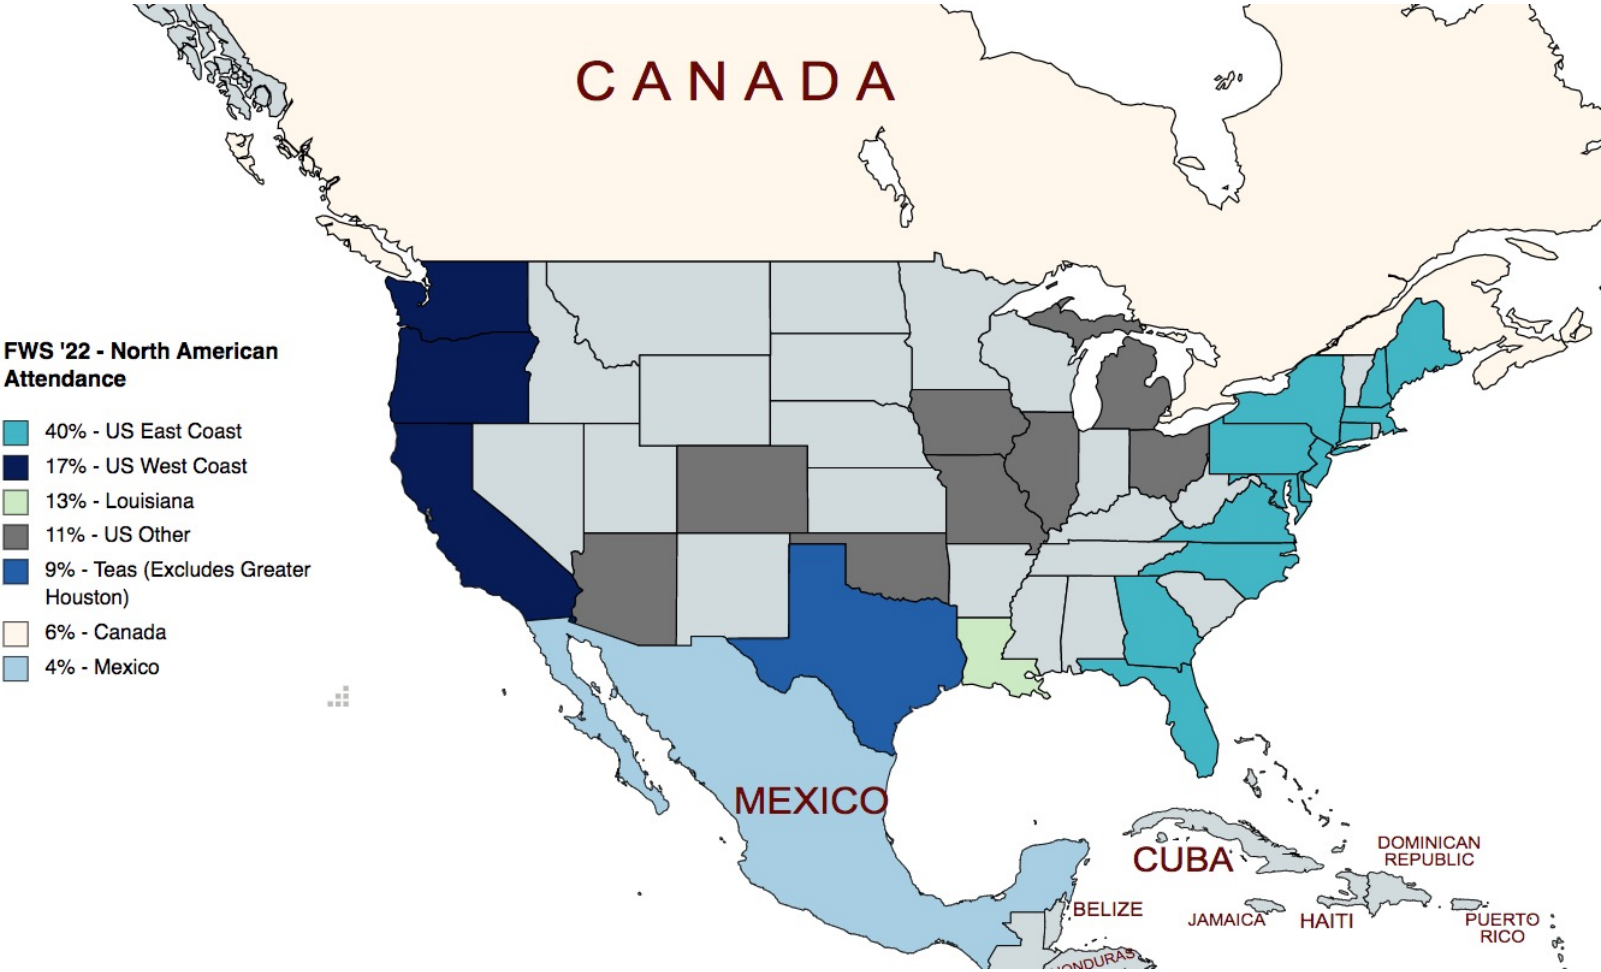 CANADA
FWS '22 - North American
Attendance
40% - US East Coast
17% - US West Coast
13% - Louisiana
11% - US Other
9% - Teas (Excludes Greater
Houston)
6% - Canada
4% - Mexico
MEXICO
CUBA
DOMINICAN
REPUBLIC
BELIZE
JAMAICA
HAITI
PUERTO
RICO
HONDURAS